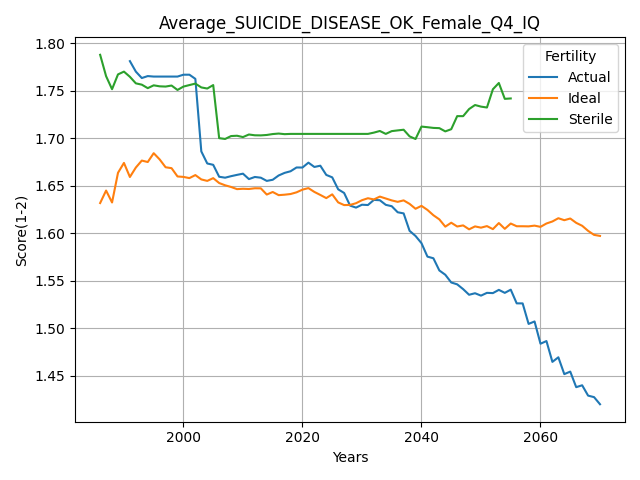 Average_SUICIDE_DISEASE_OK_Female_Q4_IQ
1.80
1.75
1.70
1.65
1.60
1.55
1.50
1.45
Score(1-2)
Fertility
Actual
Ideal
Sterile
2000 2020 2040 2060
Years